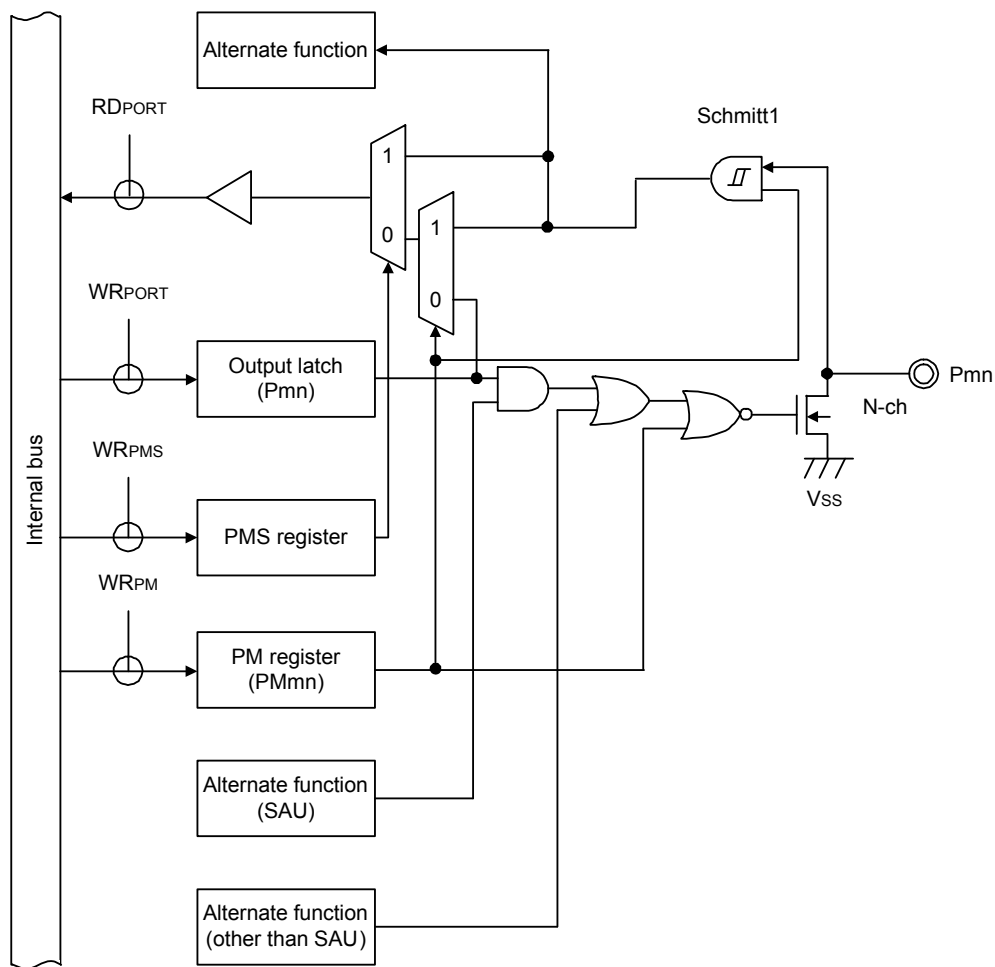 Alternate function
RDPORT
Schmitt1
1
0
1
0
WRPORT
Output latch
(Pmn)
Pmn
N-ch
WRPMS
Internal bus
PMS register
VSS
WRPM
PM register
(PMmn)
Alternate function
(SAU)
Alternate function
(other than SAU)